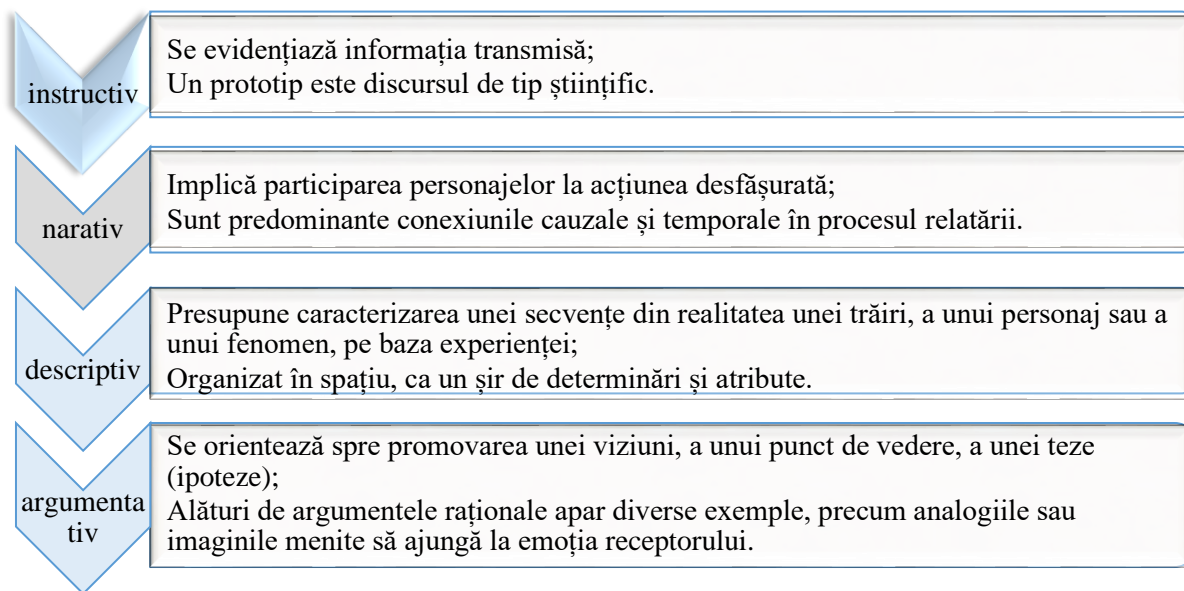 instructiv
Se evidențiază informația transmisă;
Un prototip este discursul de tip științific.
narativ
Implică participarea personajelor la acțiunea desfășurată;
Sunt predominante conexiunile cauzale și temporale în procesul relatării.
descriptiv
Presupune caracterizarea unei secvențe din realitatea unei trăiri, a unui personaj sau a
unui fenomen, pe baza experienței;
Organizat în spațiu, ca un șir de determinări și atribute.
argumenta
tiv
Se orientează spre promovarea unei viziuni, a unui punct de vedere, a unei teze
(ipoteze);
Alături de argumentele raționale apar diverse exemple, precum analogiile sau
imaginile menite să ajungă la emoția receptorului.